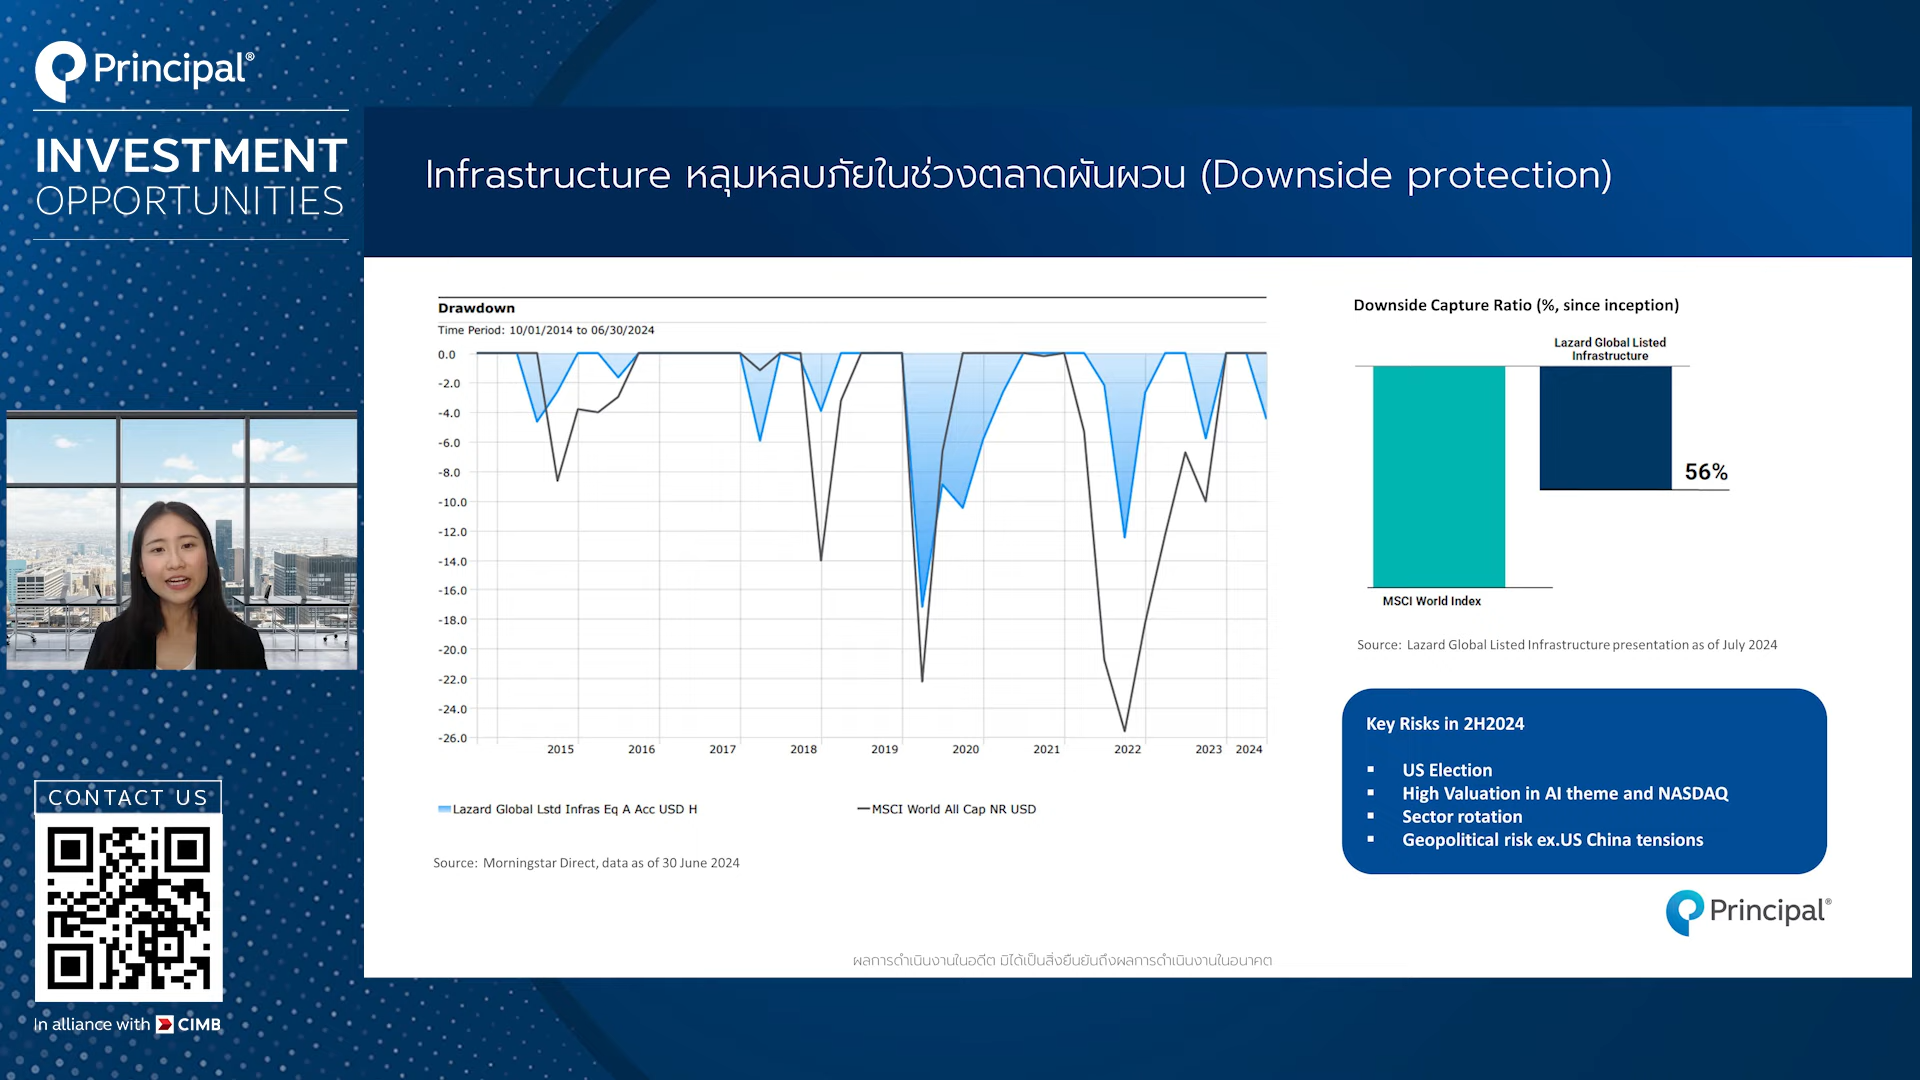 Principal®
INVESTMENT
OPPORTUNITIES
Infrastructure หลุมหลบภัยในช่วงตลาดผันผวน (Downside protection)
Drawdown
Time Period: 10/01/2014 to 06/30/2024
0.0
-2.0
-4.0
-6.0
-8.0
-10.0
-12.0
-14.0
-16.0
-18.0
-20.0
-22.0
-24.0
-26.0
2015 2016 2017 2018 2019 2020 2021 2022 2023 2024
Lazard Global Lstd Infras Eq A Acc USD H
MSCI World All Cap NR USD
Source: Morningstar Direct, data as of 30 June 2024
Downside Capture Ratio (%, since inception)
Lazard Global Listed
Infrastructure
56%
MSCI World Index
Source: Lazard Global Listed Infrastructure presentation as of July 2024
Key Risks in 2H2024
▪ US Election
▪ High Valuation in AI theme and NASDAQ
▪ Sector rotation
▪ Geopolitical risk ex.US China tensions
Principal®
ผลการดำเนินงานในอดีต มิได้เป็นสิ่งยืนยันถึงผลการดำเนินงานในอนาคต
CONTACT US
In alliance with CIMB